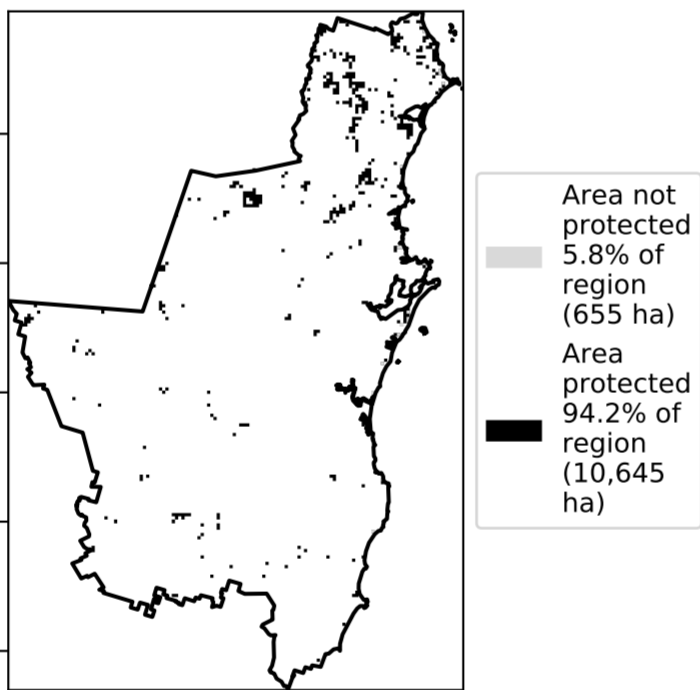 Area not
protected
5.8% of
region
(655 ha)
Area
protected
94.2% of
region
(10,645
ha)